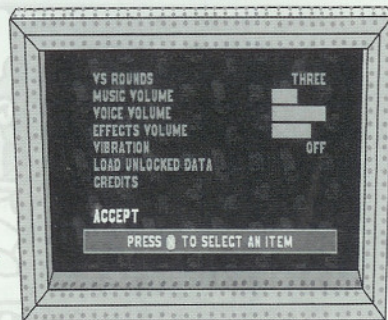 VS ROUNDS THREE
MUSIC VOLUME
VOICE VOLUME
EFFECTS VOLUME
VIBRATION OFF
LOAD UNLOCKED DATA
CREDITS
ACCEPT
PRESS TO SELECT AN ITEM